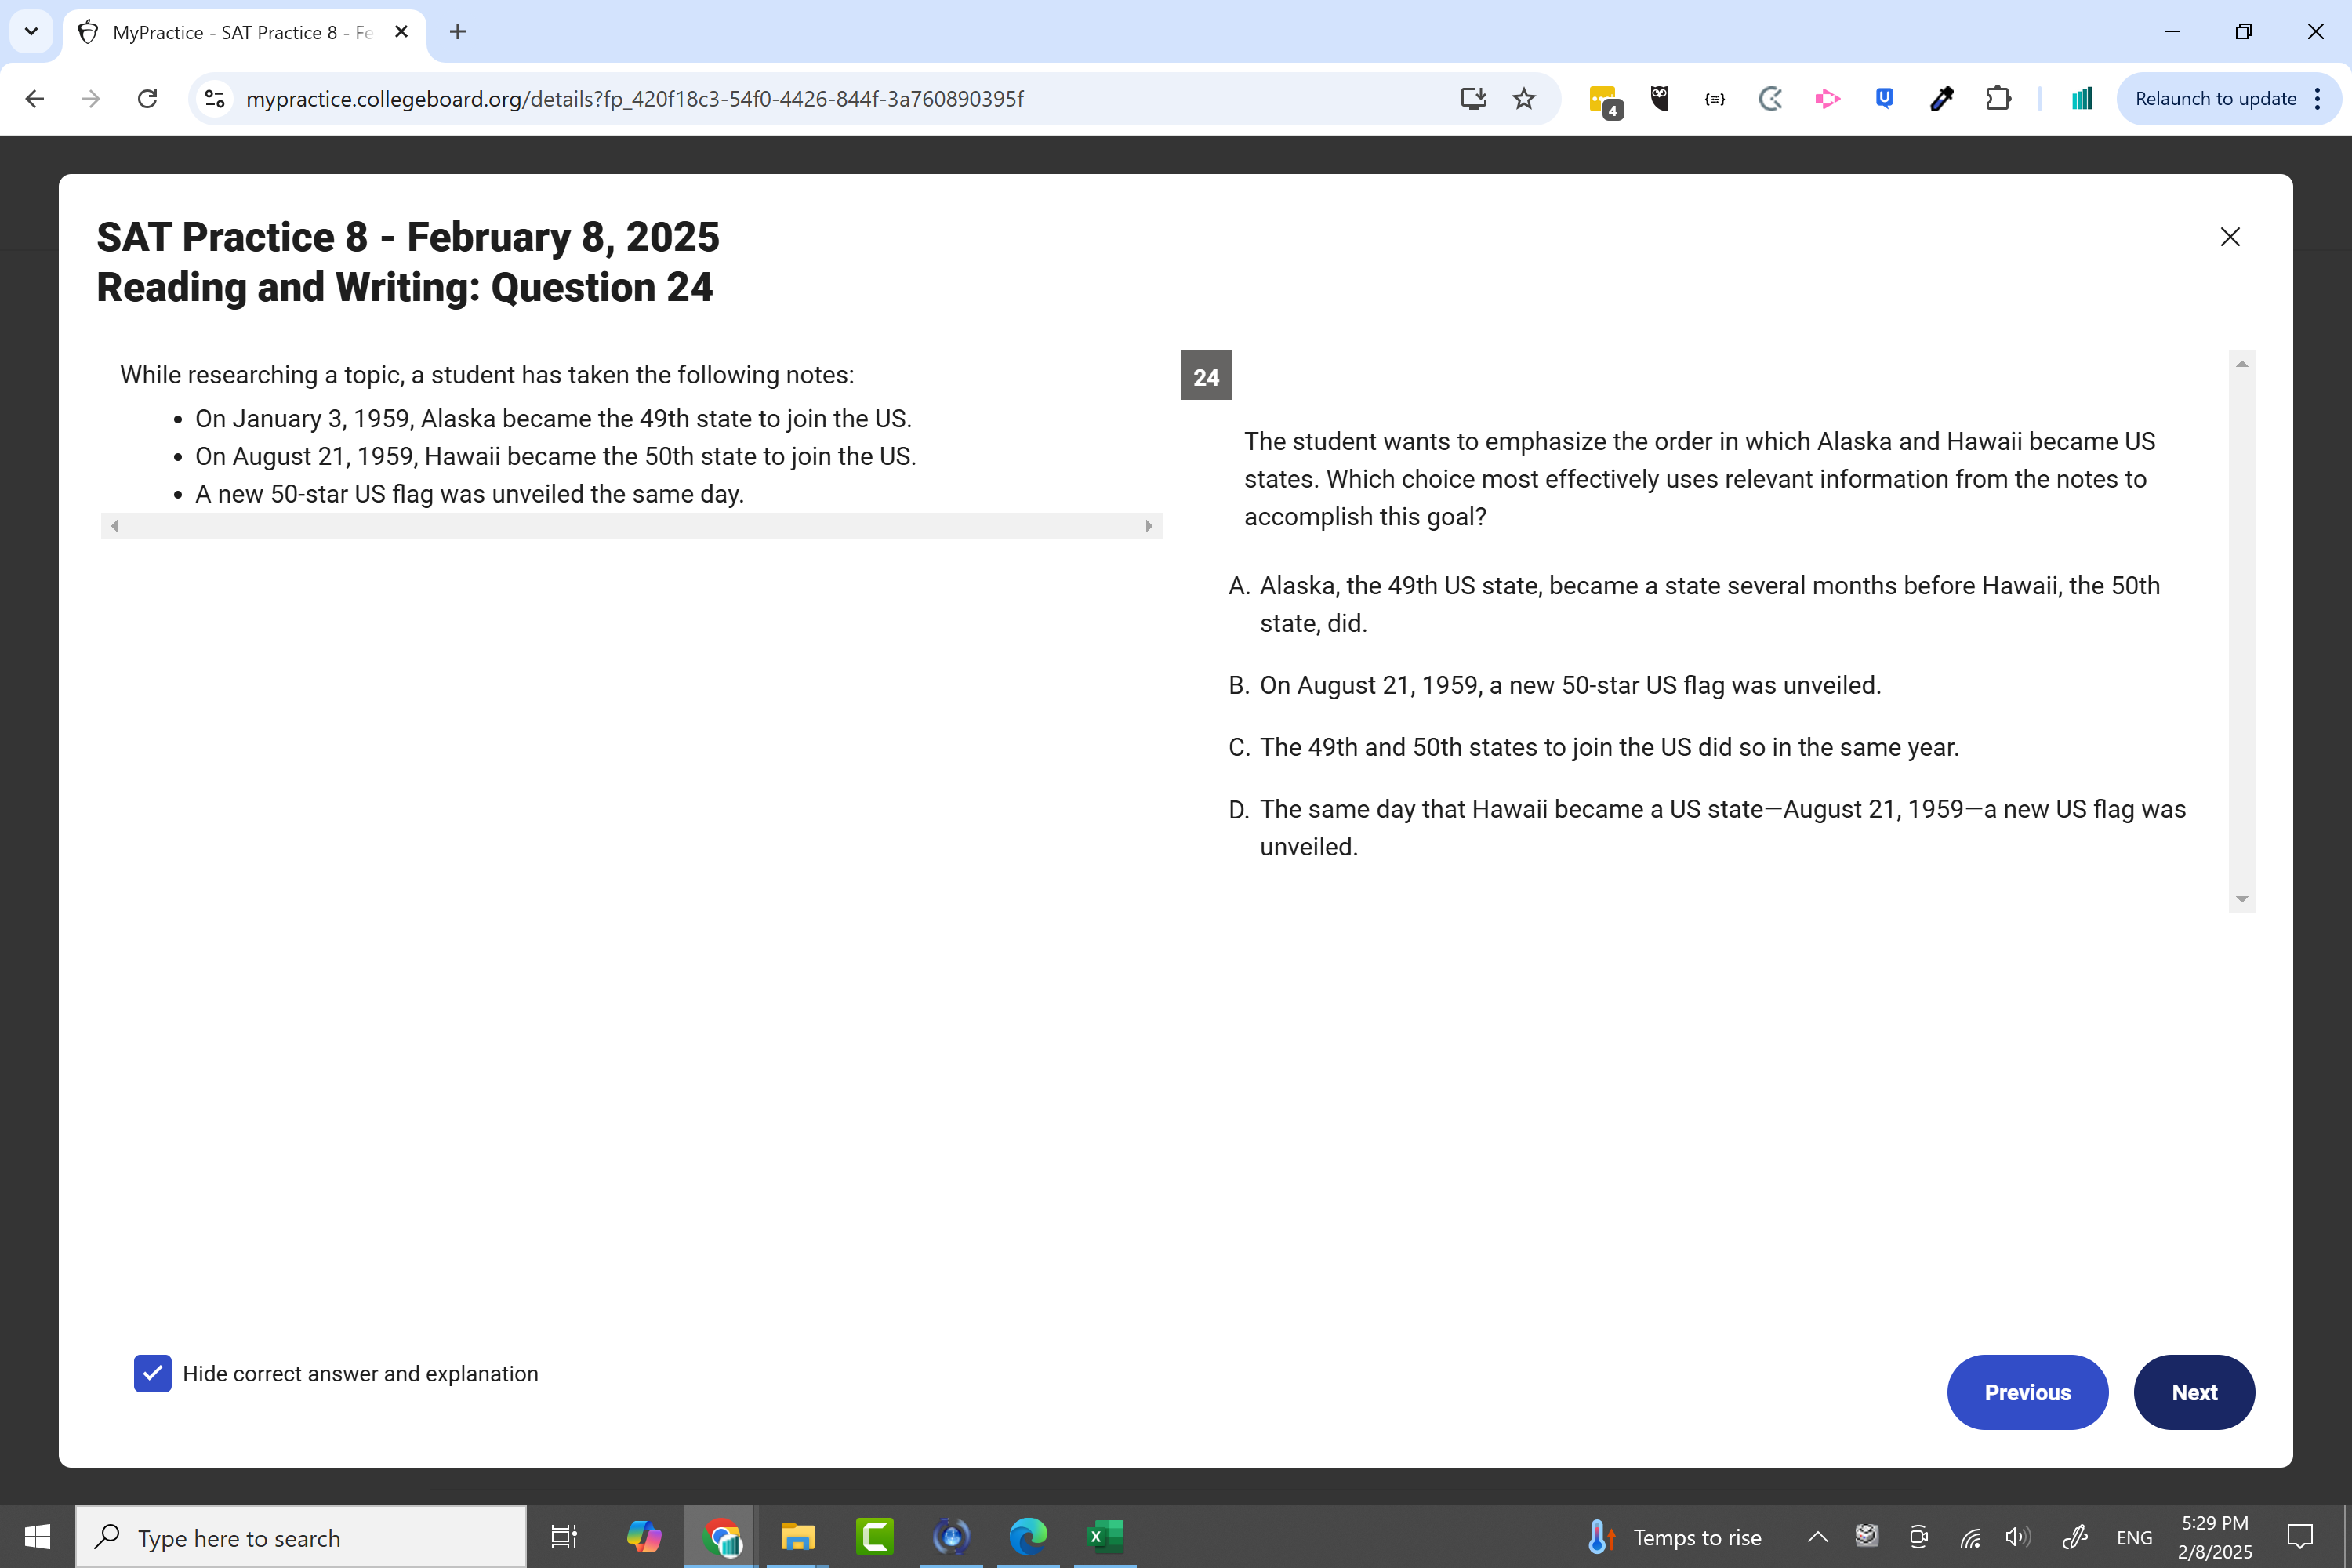 MyPractice - SAT Practice 8 - Fe
mypractice.collegeboard.org/details?fp_420f18c3-54f0-4426-844f-3a760890395f
4
Relaunch to update
SAT Practice 8 - February 8, 2025
Reading and Writing: Question 24
While researching a topic, a student has taken the following notes:
• On January 3, 1959, Alaska became the 49th state to join the US.
• On August 21, 1959, Hawaii became the 50th state to join the US.
• A new 50-star US flag was unveiled the same day.
24
The student wants to emphasize the order in which Alaska and Hawaii became US
states. Which choice most effectively uses relevant information from the notes to
accomplish this goal?
A. Alaska, the 49th US state, became a state several months before Hawaii, the 50th
state, did.
B. On August 21, 1959, a new 50-star US flag was unveiled.
C. The 49th and 50th states to join the US did so in the same year.
D. The same day that Hawaii became a US state—August 21, 1959—a new US flag was
unveiled.
Hide correct answer and explanation
Previous
Next
Type here to search
Temps to rise
ENG
5:29 PM
2/8/2025